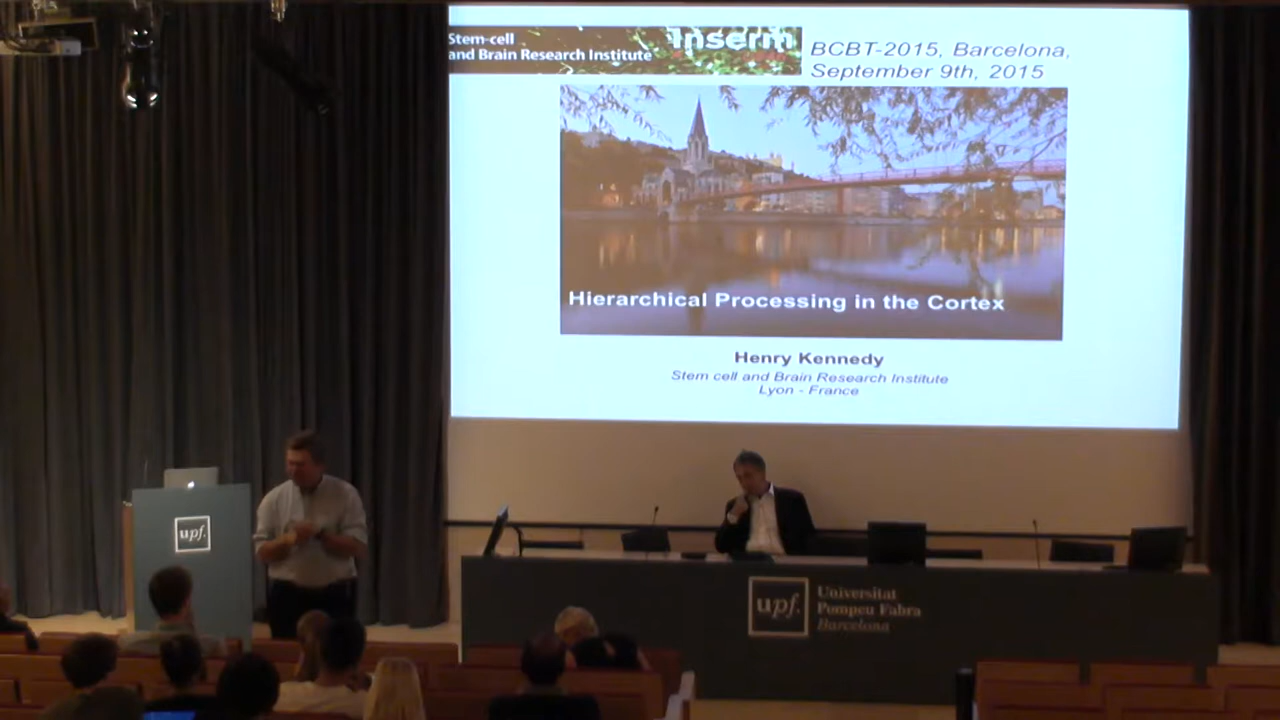 Stem-cell
and Brain Research Institute
Inserm
BCBT-2015, Barcelona,
September 9th, 2015
Hierarchical Processing in the Cortex
Henry Kennedy
Stem cell and Brain Research Institute
Lyon - France
upf.
upf.
Universitat
Pompeu Fabra
Barcelona